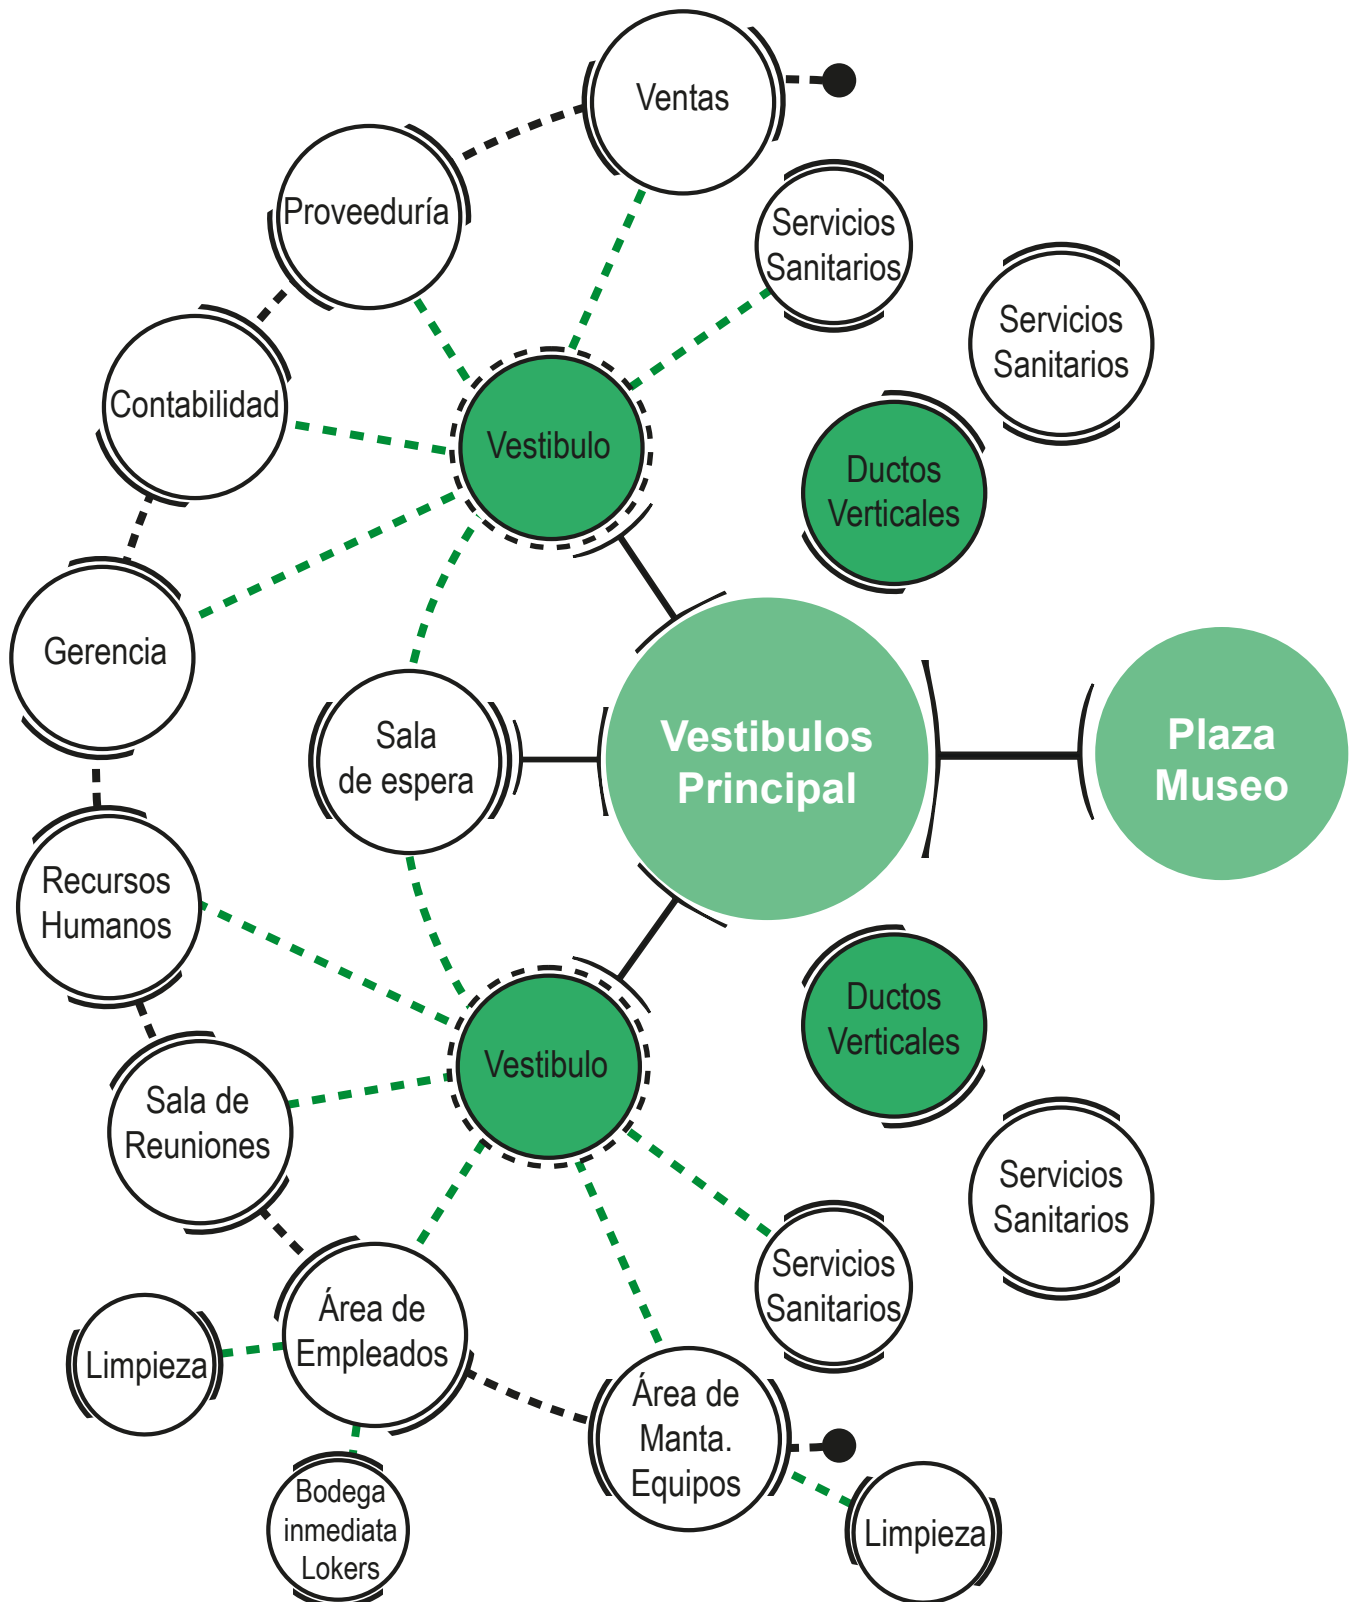 Ventas
Proveeduría
Servicios
Sanitarios
Servicios
Sanitarios
Contabilidad
Vestibulo
Ductos
Verticales
Gerencia
Sala
de espera
Vestibulos
Principal
Plaza
Museo
Recursos
Humanos
Ductos
Verticales
Vestibulo
Sala de
Reuniones
Servicios
Sanitarios
Servicios
Sanitarios
Área de
Empleados
Limpieza
Área de
Manta.
Equipos
Bodega
inmediata
Lokers
Limpieza